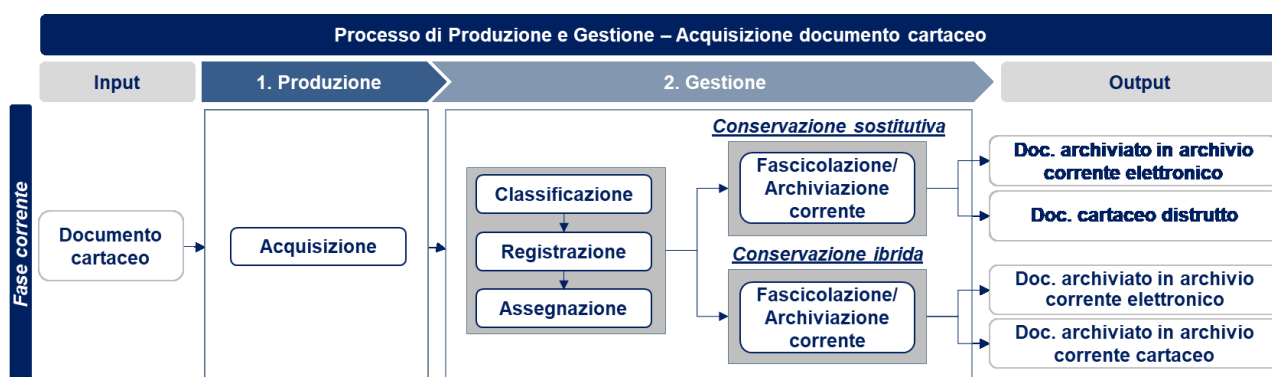 Processo di Produzione e Gestione – Acquisizione documento cartaceo
Input
1. Produzione
2. Gestione
Output
Fase corrente
Documento
cartaceo
Acquisizione
Classificazione
Registrazione
Assegnazione
Conservazione sostitutiva
Fascicolazione/
Archiviazione
corrente
Conservazione ibrida
Fascicolazione/
Archiviazione
corrente
Doc. archiviato in archivio
corrente elettronico
Doc. cartaceo distrutto
Doc. archiviato in archivio
corrente elettronico
Doc. archiviato in archivio
corrente cartaceo